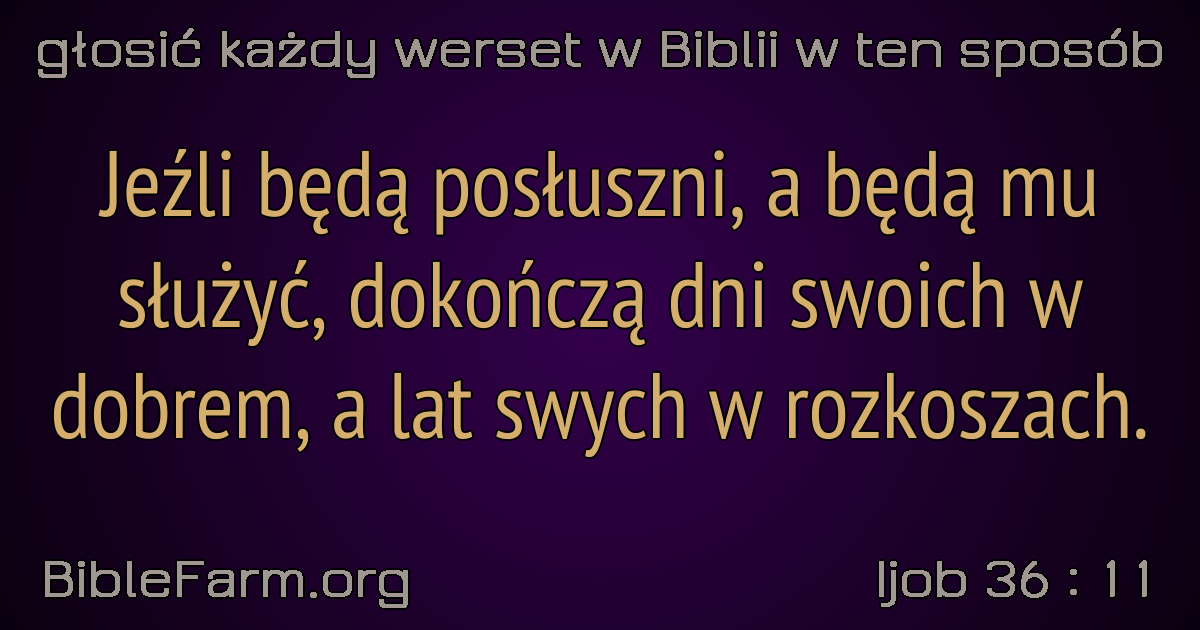 głosić każdy werset w Biblii w ten sposób
Jeźli będą posłuszni, a będą mu
służyć, dokończą dni swoich w
dobrem, a lat swych w rozkoszach.
BibleFarm.org
Ijob 36 : 11